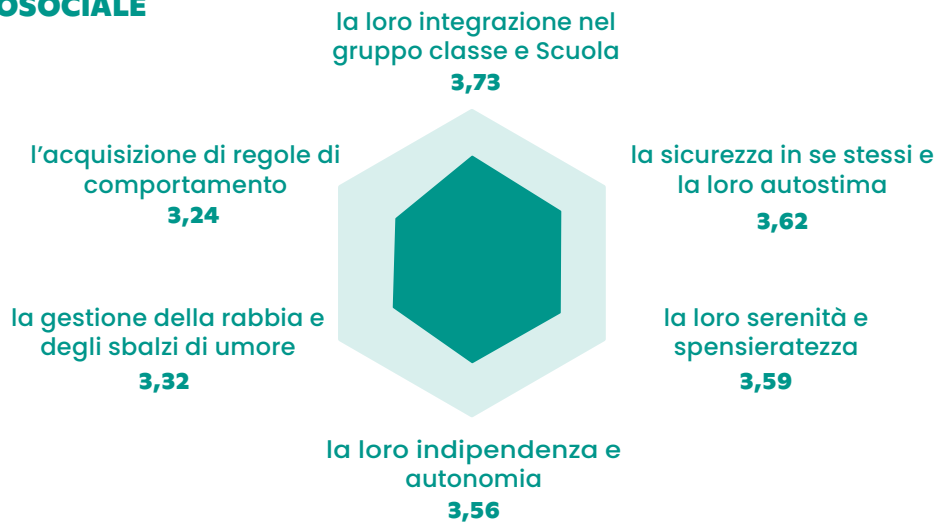 OSOCIALE
la loro integrazione nel
gruppo classe e Scuola
3,73
l'acquisizione di regole di
comportamento
3,24
la sicurezza in se stessi e
la loro autostima
3,62
la gestione della rabbia e
degli sbalzi di umore
3,32
la loro serenità e
spensieratezza
3,59
la loro indipendenza e
autonomia
3,56